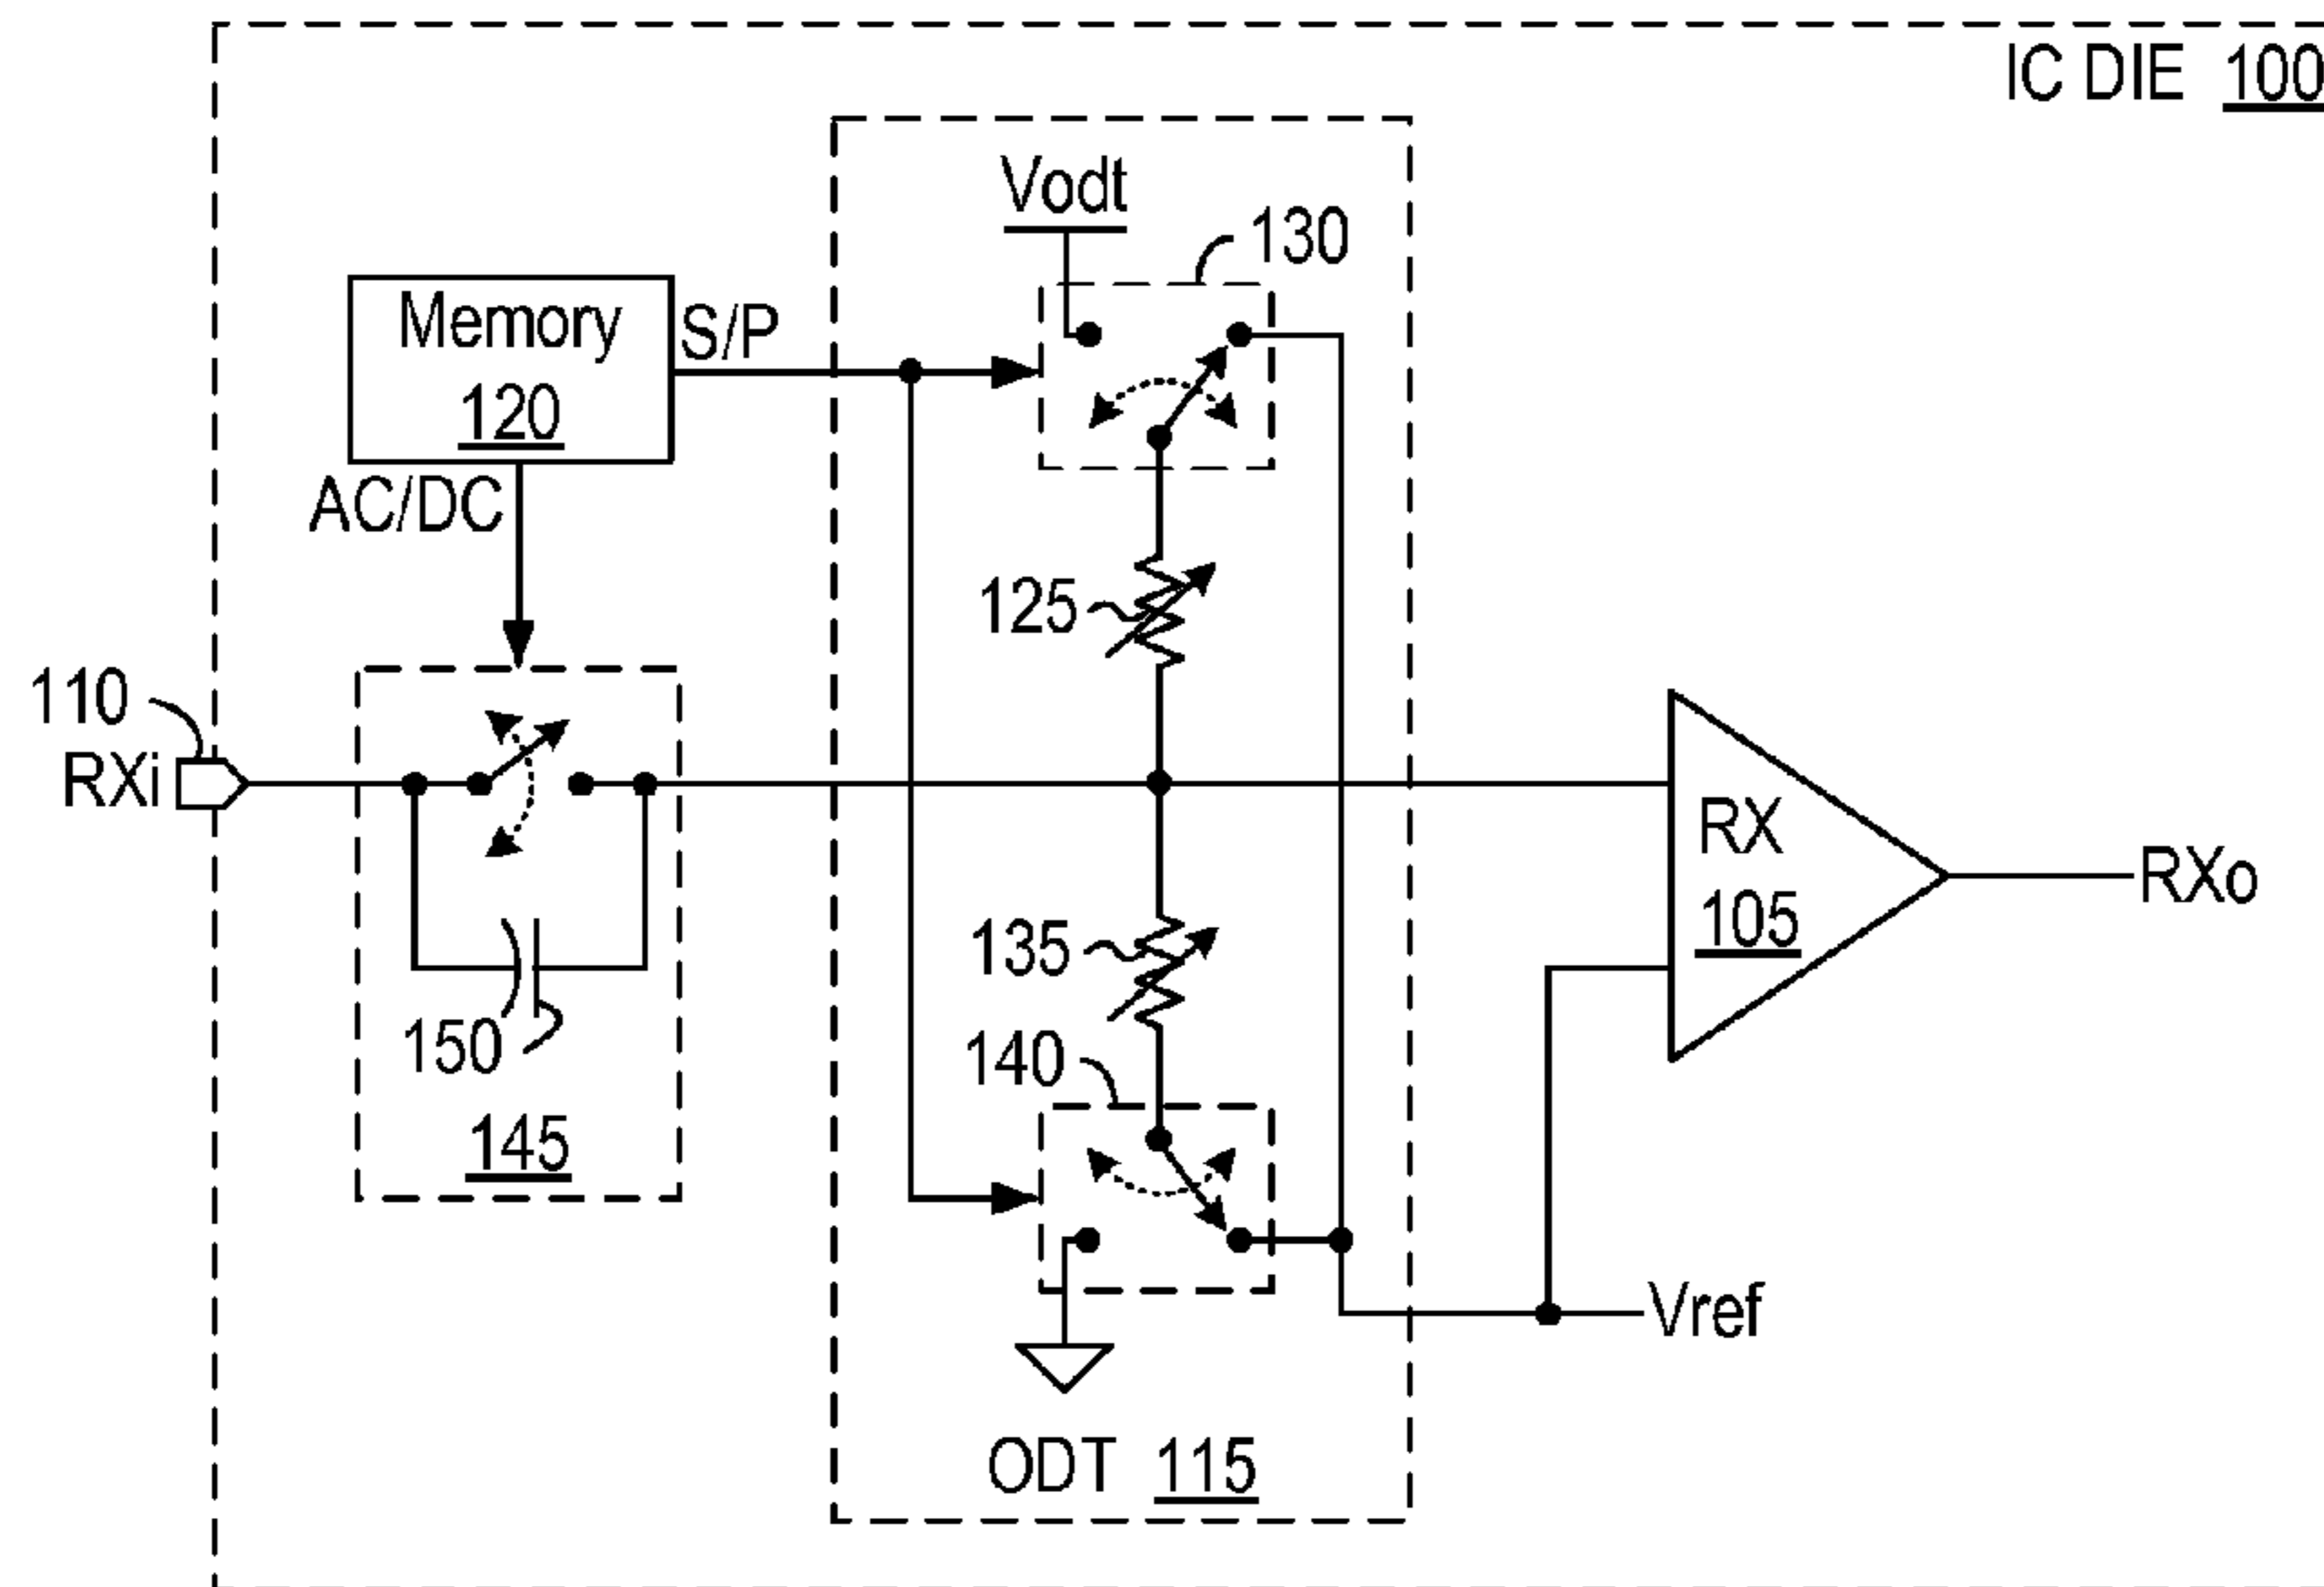 IC DIE 100
Vodt
130
Memory
120
S/P
AC/DC
125
110
RXi
RX
105
RXo
135
150
140
145
Vref
ODT 115